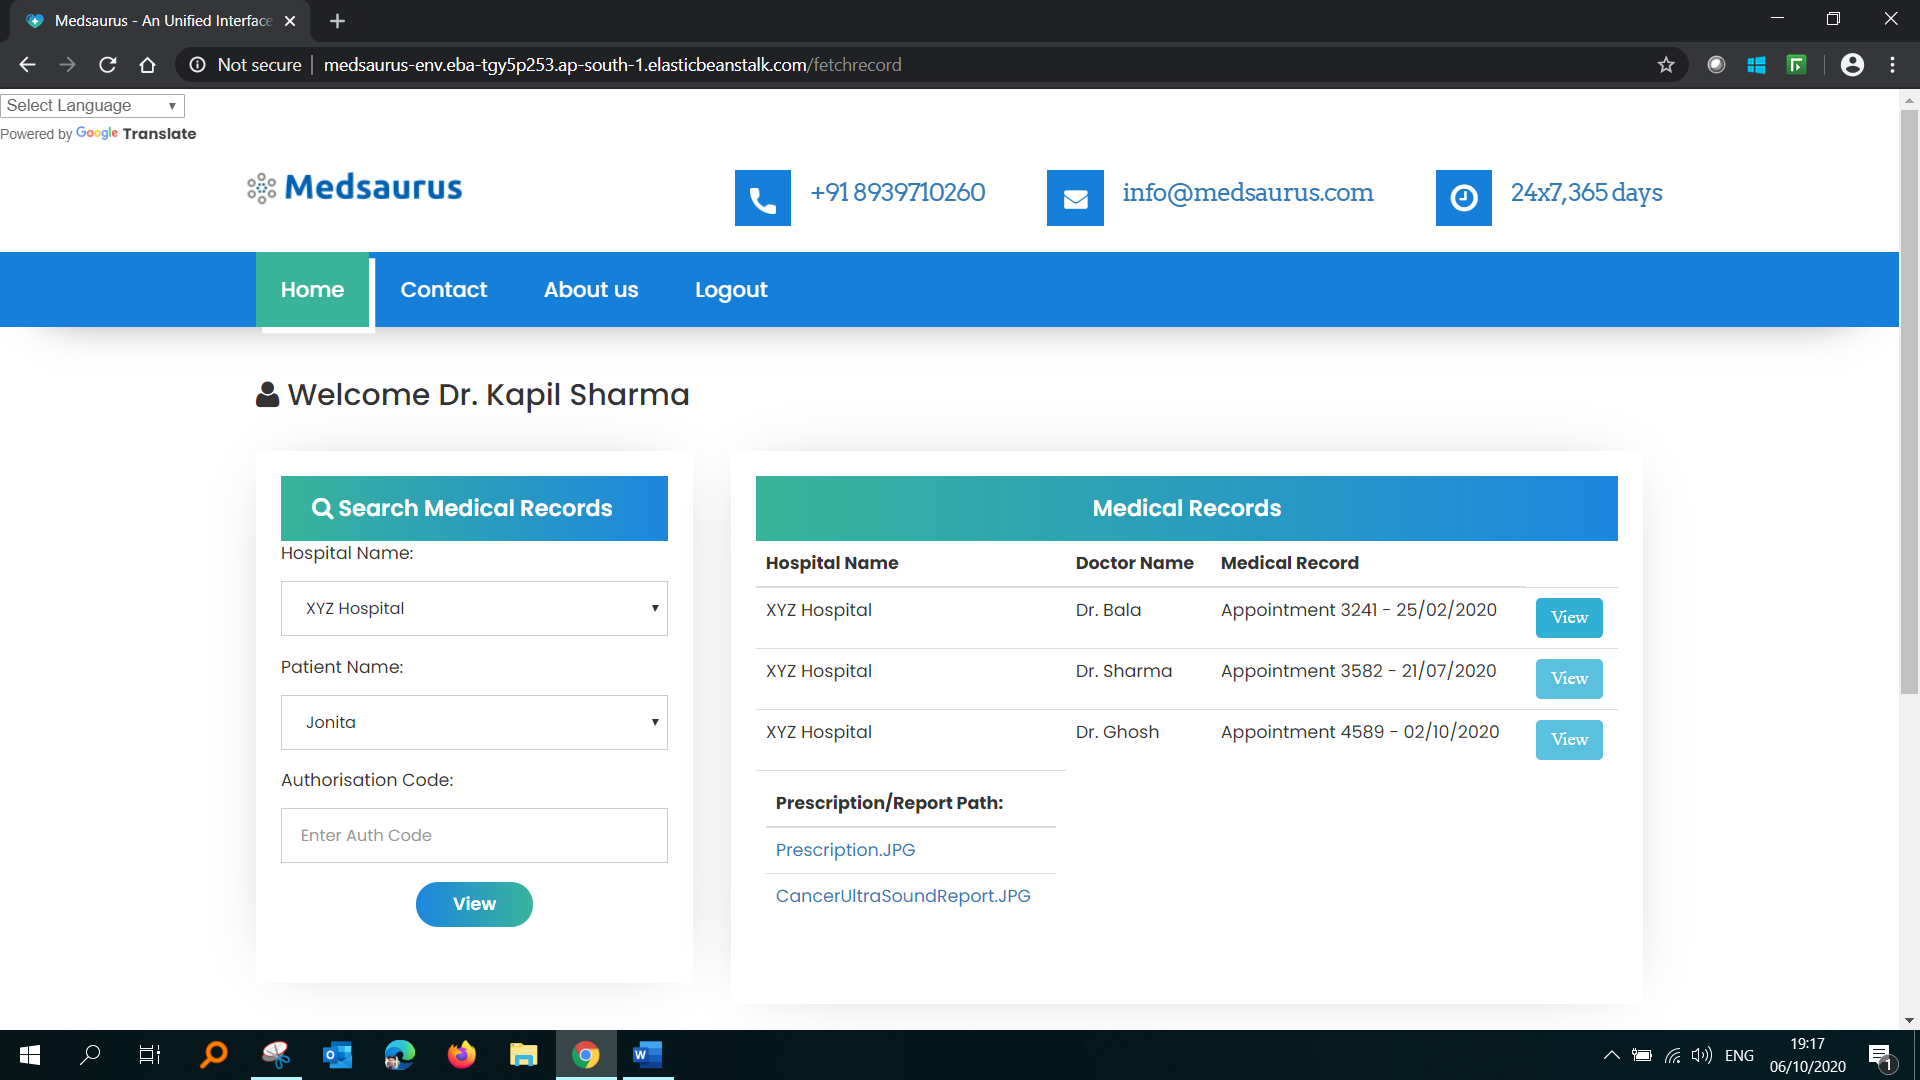 Medsaurus - An Unified Interface
Not secure
medsaurus-env.eba-tgy5p253.ap-south-1.elasticbeanstalk.com/fetchrecord
Select Language
Powered by Google Translate
Medsaurus
+91 8939710260
info@medsaurus.com
24x7,365 days
Home Contact About us Logout
Welcome Dr. Kapil Sharma
Search Medical Records
Hospital Name:
XYZ Hospital
Patient Name:
Jonita
Authorisation Code:
Enter Auth Code
View
Medical Records
Hospital Name Doctor Name Medical Record
XYZ Hospital Dr. Bala Appointment 3241 - 25/02/2020 View
XYZ Hospital Dr. Sharma Appointment 3582 - 21/07/2020 View
XYZ Hospital Dr. Ghosh Appointment 4589 - 02/10/2020 View
Prescription/Report Path:
Prescription.JPG
CancerUltraSoundReport.JPG
ENG
19:17
06/10/2020
1